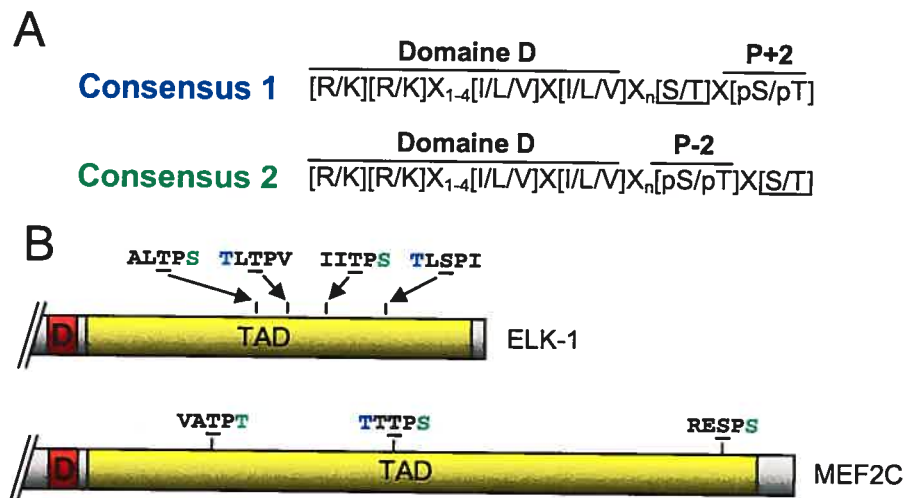 A
Domaine D P+2
Consensus 1 [R/K][R/K]X1-4[I/L/V]X[I/L/V]Xn[S/T]X[pS/pT]
Domaine D P-2
Consensus 2 [R/K][R/K]X1-4[I/L/V]X[I/L/V]Xn[pS/pT]X[S/T]
B
ALTPS TLTPV IITPS TLSPI
D TAD ELK-1
VATPT TTTPS RESPS
D TAD MEF2C